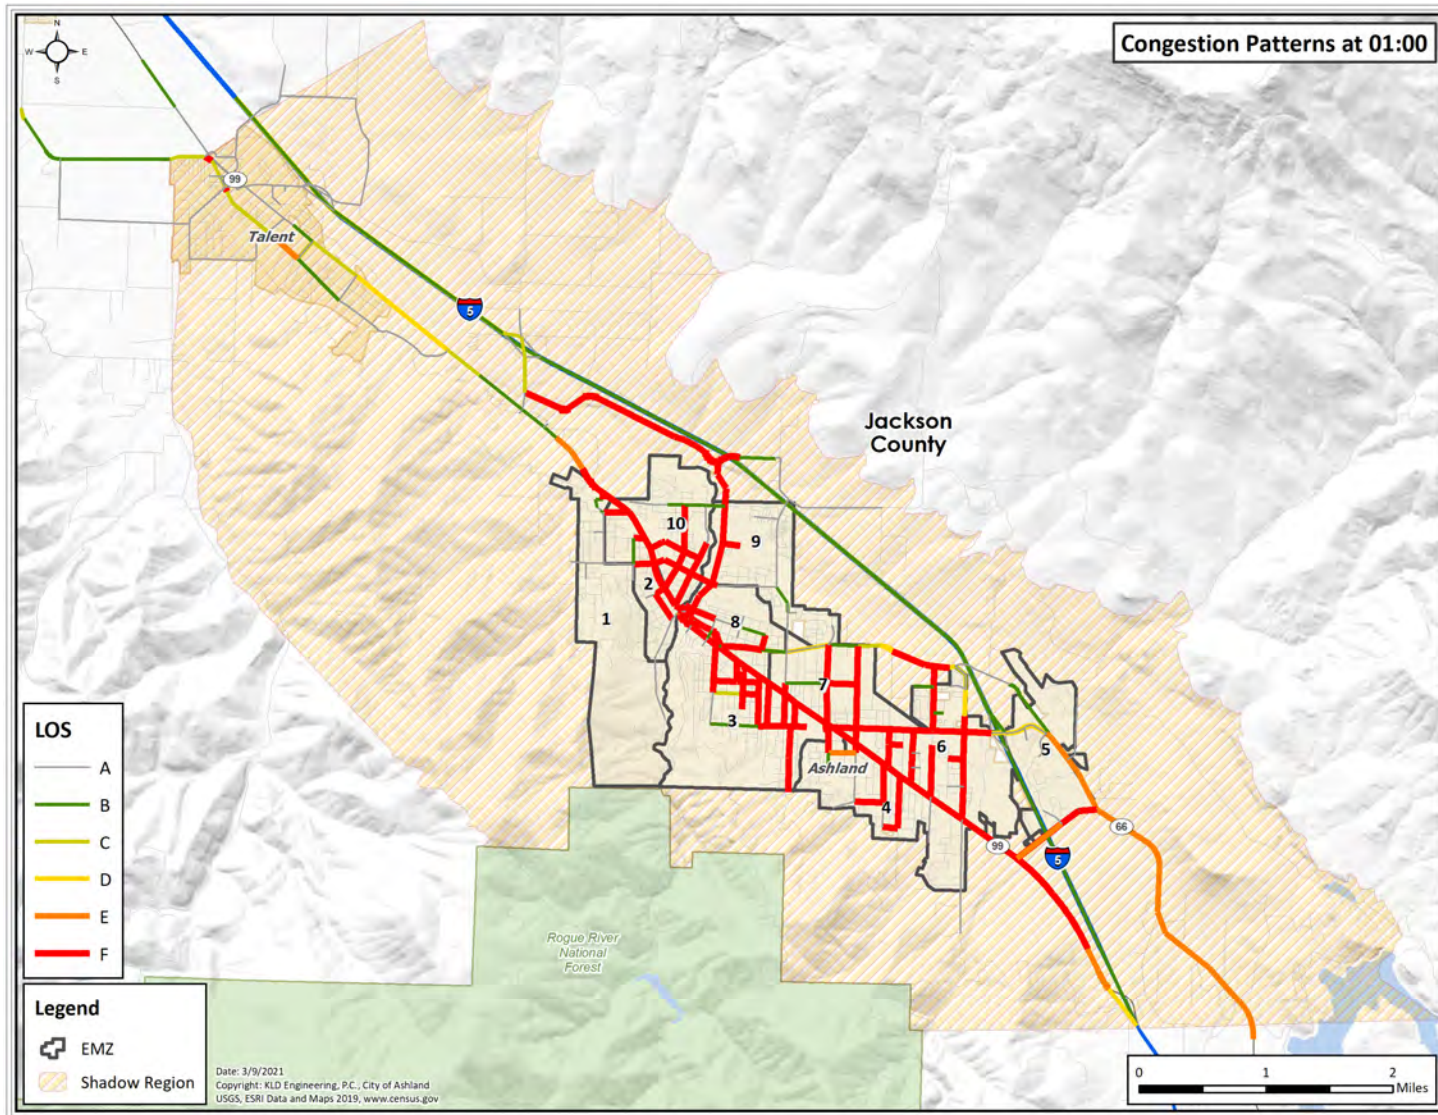 Congestion Patterns at 01:00
N
W E
S
99
Talent
5
Jackson
County
10
9
2
1
8
7
3
6
5
Ashland
4
99
5
66
Rogue River
National
Forest
LOS
A
B
C
D
E
F
Legend
EMZ
Shadow Region
Date: 3/9/2021
Copyright: KLD Engineering, P.C., City of Ashland
USGS, ESRI Data and Maps 2019, www.census.gov
0 1 2
Miles